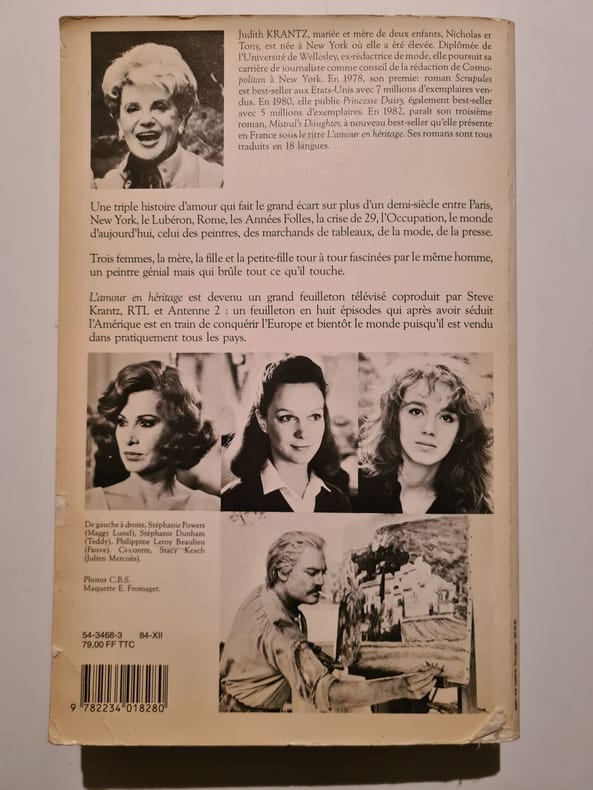 Judith KRANTZ, mariée et mère de deux enfants, Nicholas et
Tony, est née à New York où elle a été élevée. Diplômée de
l'Université de Wellesley, ex-rédactrice de mode, elle poursuit sa
carrière de journaliste comme conseil de la rédaction de Cosmo-
politan à New York. En 1978, son premier roman Scrupules
est best-seller aux Etats-Unis avec 7 millions d'exemplaires ven-
dus. En 1980, elle publie Princesse Daisy, également best-seller
avec 5 millions d'exemplaires. En 1982, paraît son troisième
roman, Mistral's Daughter, à nouveau best-seller qu'elle présente
en France sous le titre L'amour en héritage. Ses romans sont tous
traduits en 18 langues.
Une triple histoire d'amour qui fait le grand écart sur plus d'un demi-siècle entre Paris,
New York, le Lubéron, Rome, les Années Folles, la crise de 29, l'Occupation, le monde
d'aujourd'hui, celui des peintres, des marchands de tableaux, de la mode, de la presse.
Trois femmes, la mère, la fille et la petite-fille tour à tour fascinées par le même homme,
un peintre génial mais qui brûle tout ce qu'il touche.
L'amour en héritage est devenu un grand feuilleton télévisé coproduit par Steve
Krantz, RTL et Antenne 2 : un feuilleton en huit épisodes qui après avoir séduit
l'Amérique est en train de conquérir l'Europe et bientôt le monde puisqu'il est vendu
dans pratiquement tous les pays.
De gauche à droite, Stéphanie Powers
(Maggy Lunel), Stéphanie Dunham
(Teddy), Philippine Leroy Beaulieu
(Fauve). Ci-contre, Stacy Keach
(Julien Mercuès).
Photos C.B.S.
Maquette E. Fromaget.
54-3468-3 84-XII
79,00 FF TTC
9 782234 018280